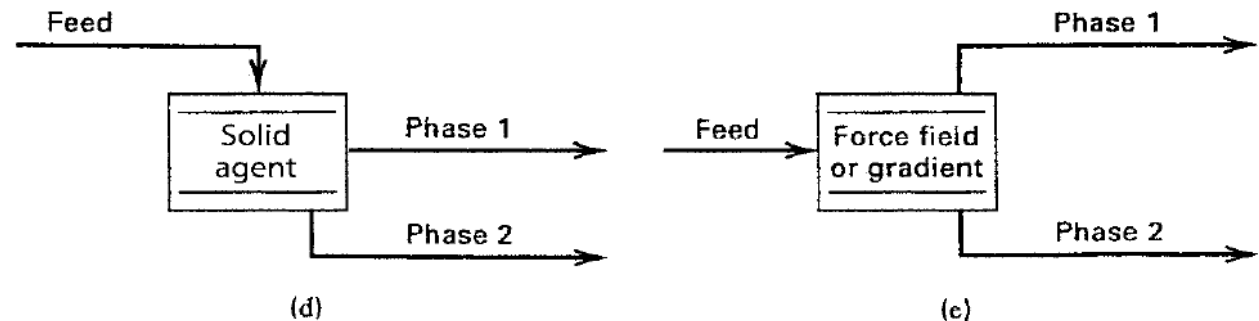 Feed
Phase 1
Solid
agent
Phase 1
Phase 2
(d)
Feed
Force field
or gradient
Phase 2
(e)